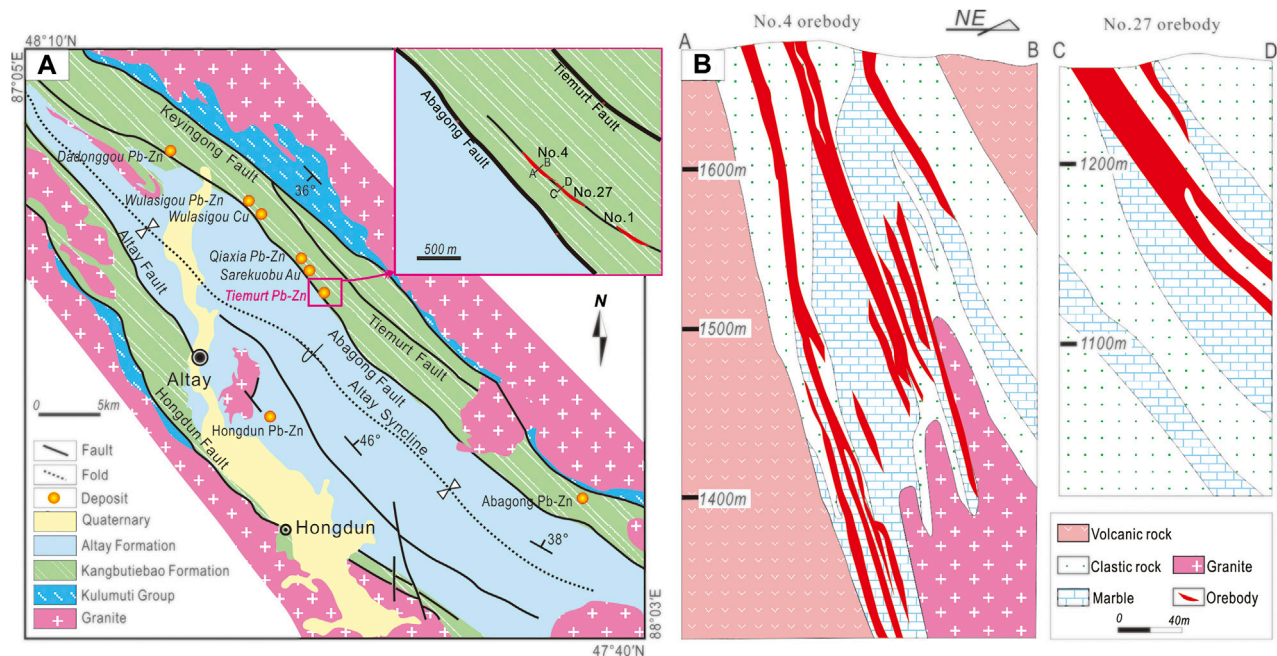 48°10′N
87°05′E
A
Keyingong Fault
Dadonggou Pb-Zn
36°
Wulasigou Pb-Zn
Wulasigou Cu
Altay Fault
Qiaxia Pb-Zn
Sarekuobu Au
Tiemurt Pb-Zn
Tiemurt Fault
Abagong Fault
Altay Syncline
Altay
0 5km
Hongdun Fault
Hongdun Pb-Zn
46°
38°
Abagong Pb-Zn
Hongdun
N
Fault
Fold
Deposit
Quaternary
Altay Formation
Kangbutiebao Formation
Kulumuti Group
Granite
88°03′E
47°40′N
Abagong Fault
Tiemurt Fault
No.4
B
A
D
C
No.27
No.1
500 m
No.4 orebody
NE
A
B
B
1600m
1500m
1400m
No.27 orebody
C
D
1200m
1100m
Volcanic rock
Clastic rock
Granite
Marble
Orebody
0 40m